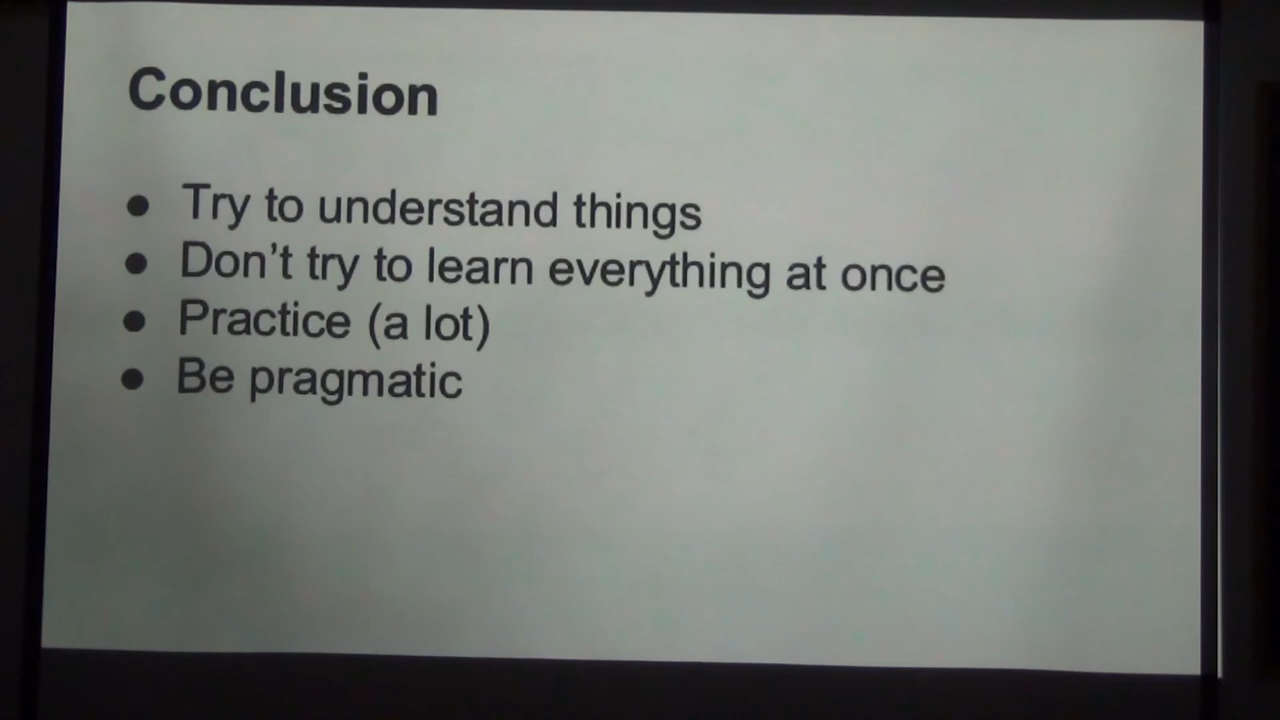 Conclusion
● Try to understand things
● Don't try to learn everything at once
● Practice (a lot)
● Be pragmatic